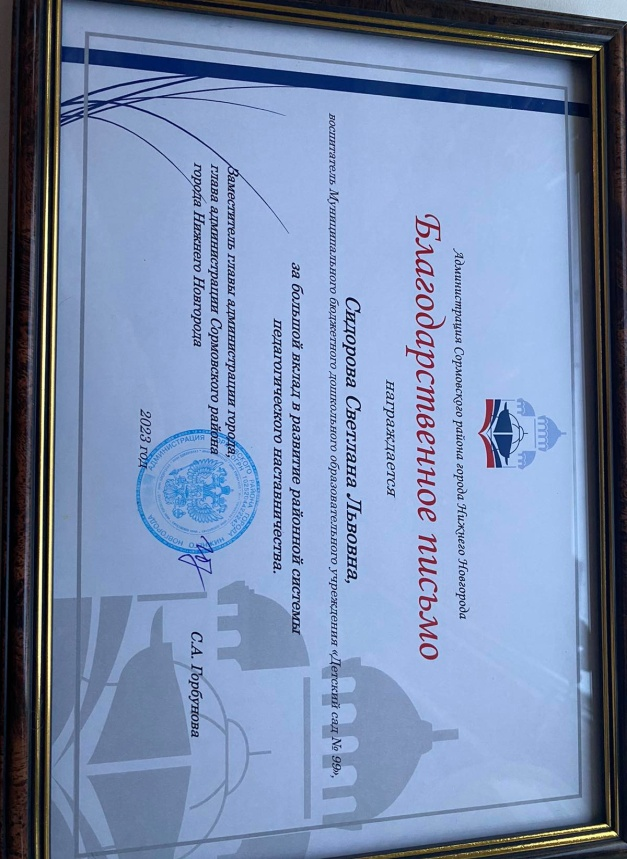 Администрация Сормовского района города Нижнего Новгорода
Благодарственное письмо
награждается
Сидорова Светлана Львовна,
воспитатель Муниципального бюджетного дошкольного образовательного учреждения «Детский сад № 99»,
за большой вклад в развитие районной системы
педагогического наставничества.
Заместитель главы администрации города,
глава администрации Сормовского района
города Нижнего Новгорода
С.А. Горбунова
2023 год